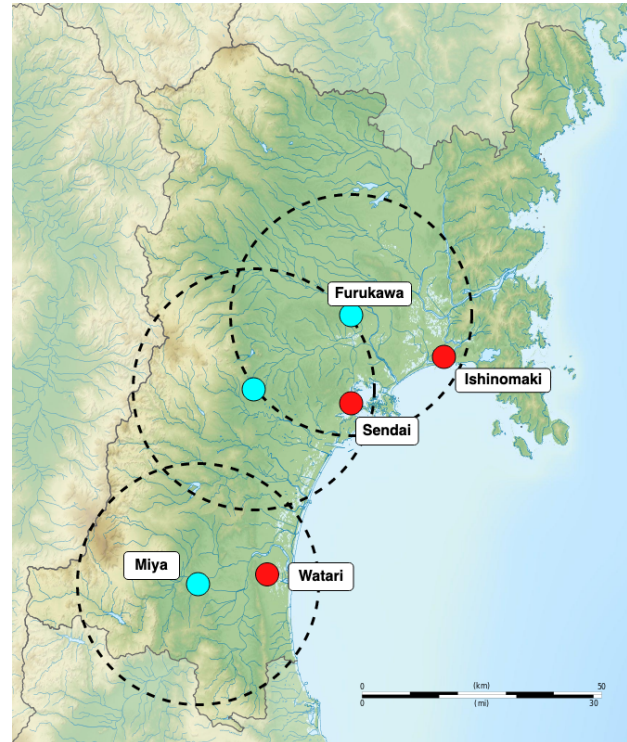 Furukawa
Ishinomaki
Sendai
Miya
Watari
0 (km) 50
0 (mi) 30